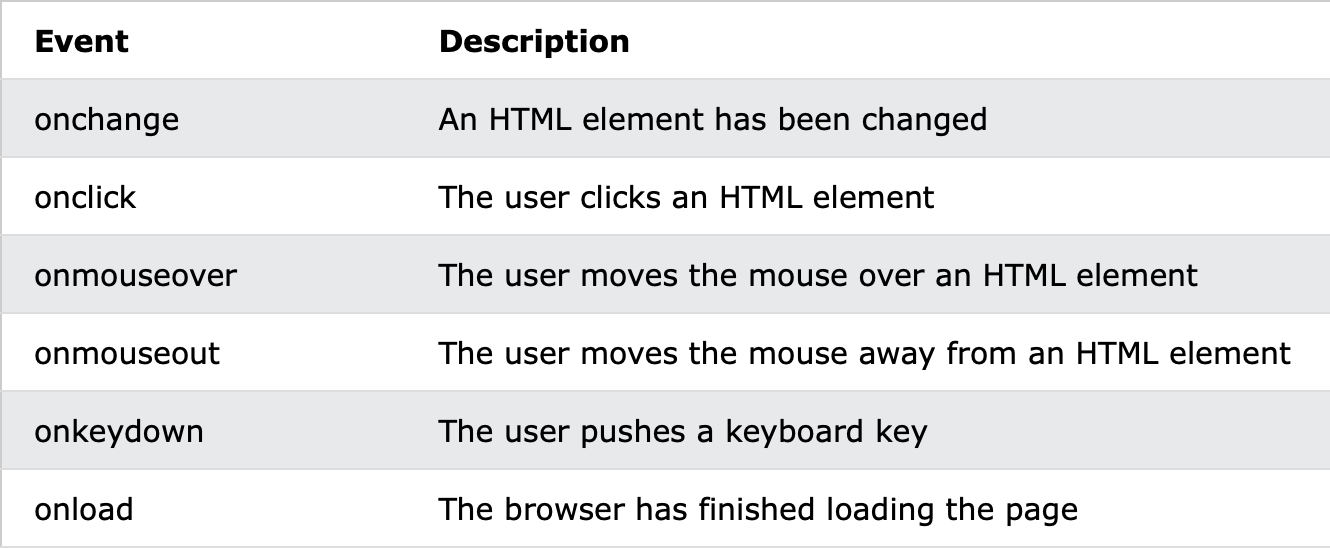 Event Description
onchange An HTML element has been changed
onclick The user clicks an HTML element
onmouseover The user moves the mouse over an HTML element
onmouseout The user moves the mouse away from an HTML element
onkeydown The user pushes a keyboard key
onload The browser has finished loading the page